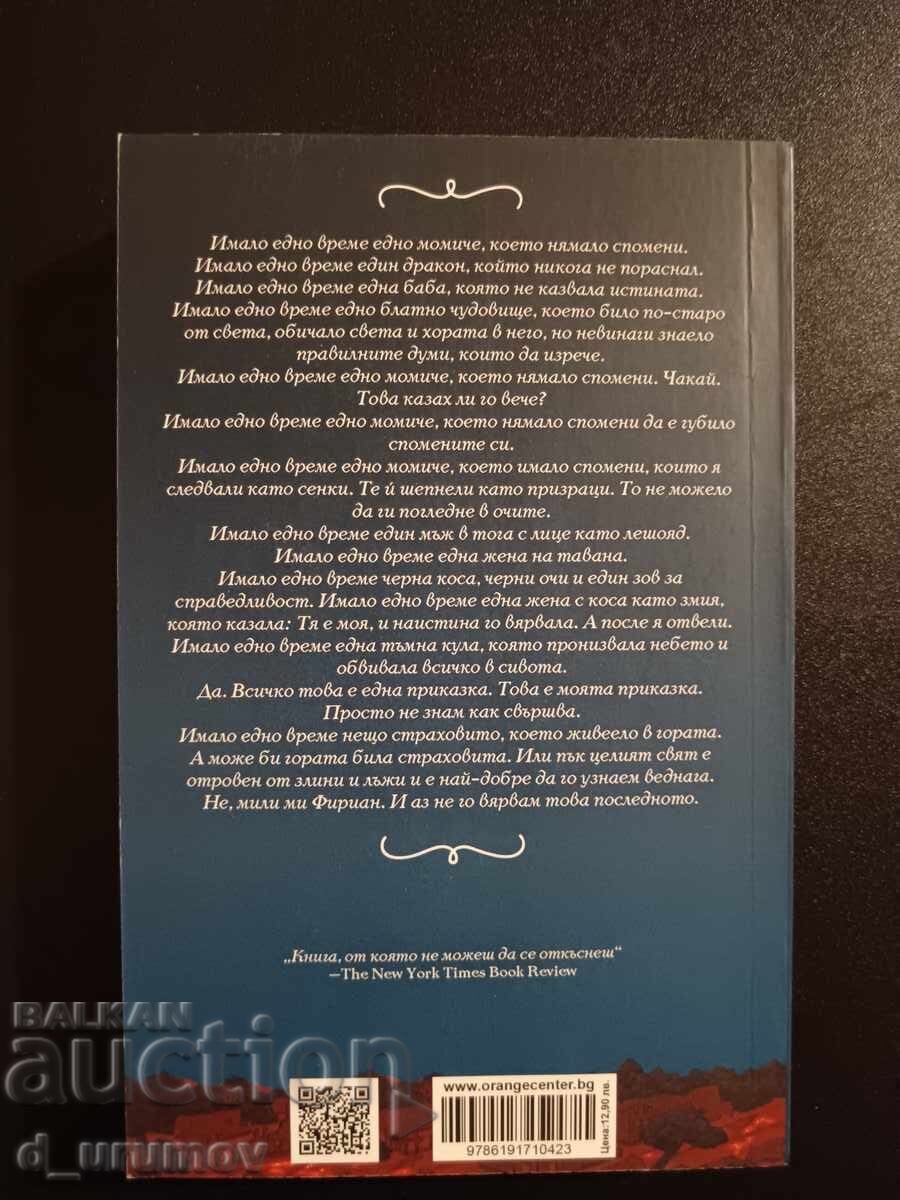 Имало едно време едно момиче, което нямало спомени.
Имало едно време един дракон, който никога не пораснал.
Имало едно време една баба, която не казвала истината.
Имало едно време едно блатно чудовище, което било по-старо
от света, обичало света и хората в него, но невинаги знаело
правилните думи, които да изрече.
Имало едно време едно момиче, което нямало спомени. Чакай.
Това казах ли го вече?
Имало едно време едно момиче, което нямало спомени да е губило
спомените си.
Имало едно време едно момиче, което имало спомени, които я
следвали като сенки. Те ѝ шепнели като призраци. То не можело
да ги погледне в очите.
Имало едно време един мъж в тога с лице като лешояд.
Имало едно време една жена на тавана.
Имало едно време черна коса, черни очи и един зов за
справедливост. Имало едно време една жена с коса като змия,
която казала: Тя е моя, и наистина го вярвала. А после я отвели.
Имало едно време една тъмна кула, която пронизвала небето и
обвивала всичко в сивота.
Да. Всичко това е една приказка. Това е моята приказка.
Просто не знам как свършва.
Имало едно време нещо страховито, което живеело в гората.
А може би гората била страховита. Или пък целият свят е
отровен от злини и лъжи и е най-добре да го узнаем веднага.
Не, мили ми Фириан. И аз не го вярвам това последното.
„Книга, от която не можеш да се откъснеш“
—The New York Times Book Review
BALKAN
auction
d_urumov
www.orangecenter.bg
9786191710423
Цена:12,90 лв.